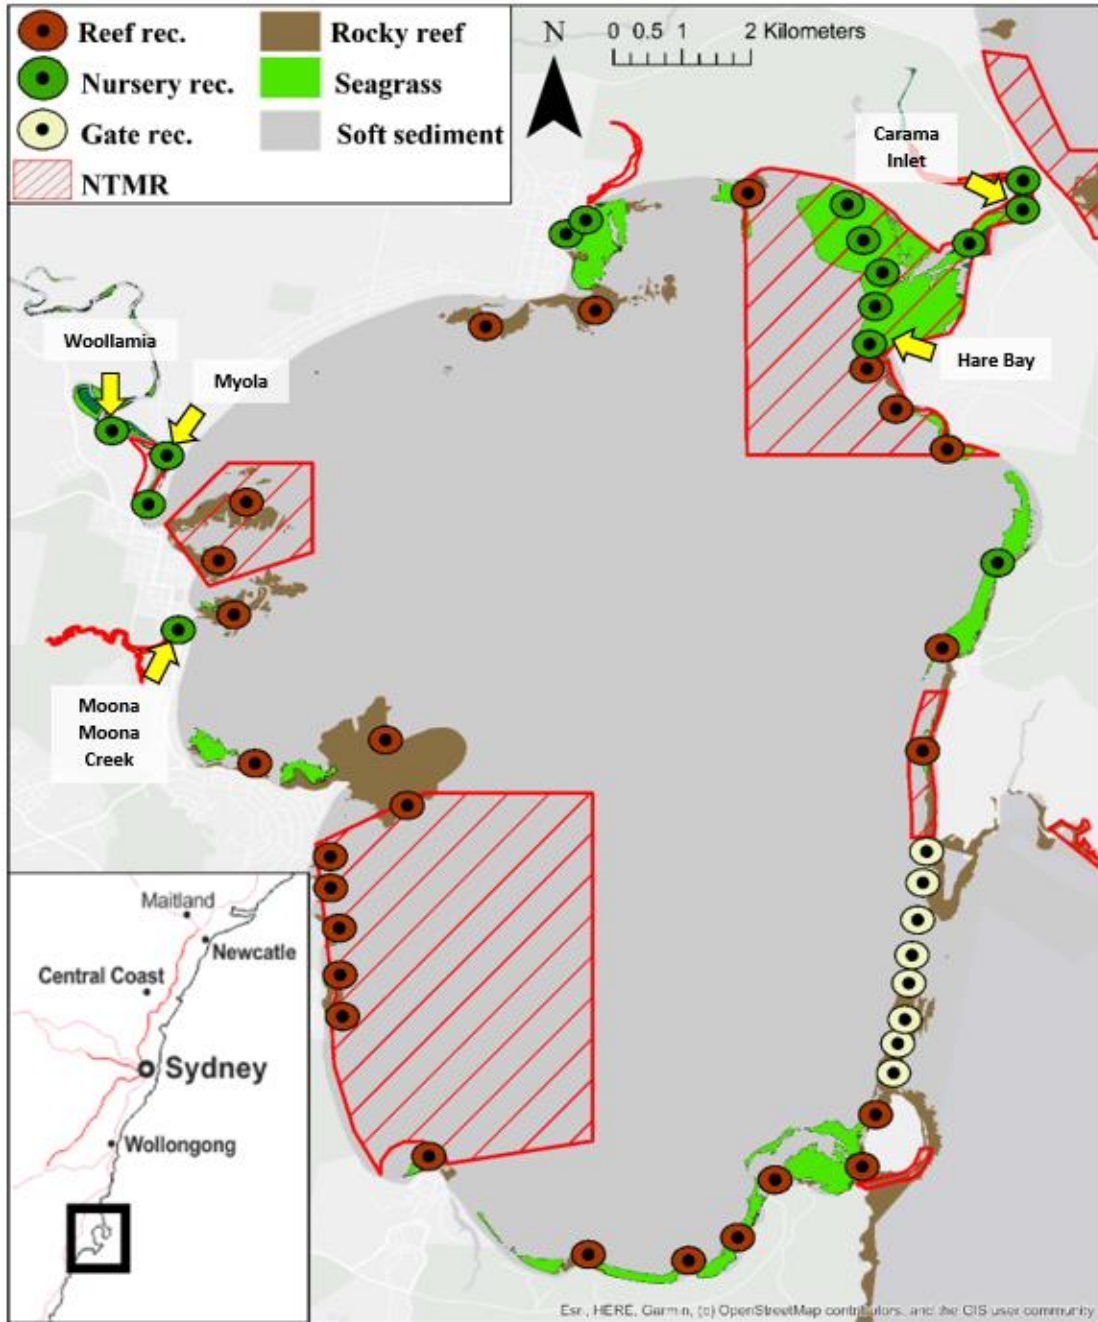 Reef rec.
Rocky reef
Nursery rec.
Seagrass
Gate rec.
Soft sediment
NTMR
N
0 0.5 1 2 Kilometers
Carama
Inlet
Woollamia
Myola
Hare Bay
Moona
Moona
Creek
Maitland
Newcatle
Central Coast
Sydney
Wollongong
Esri, HERE, Garmin, (c) OpenStreetMap contributors, and the GIS user community